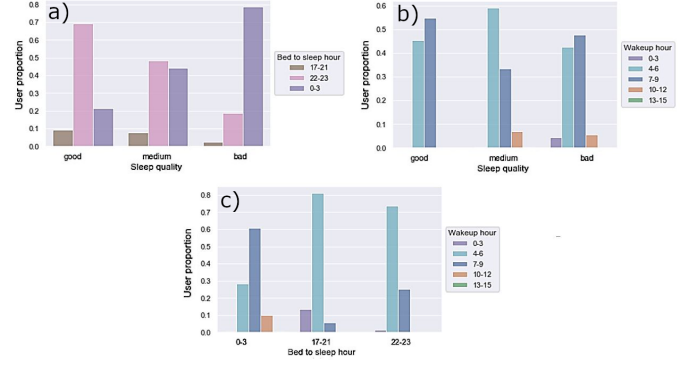 a)
User proportion
0.8
0.7
0.6
0.5
0.4
0.3
0.2
0.1
0.0
good medium bad
Sleep quality
Bed to sleep hour
17-21
22-23
0-3
b)
User proportion
0.6
0.5
0.4
0.3
0.2
0.1
0.0
good medium bad
Sleep quality
Wakeup hour
0-3
4-6
7-9
10-12
13-15
c)
User proportion
0.8
0.7
0.6
0.5
0.4
0.3
0.2
0.1
0.0
0-3 17-21 22-23
Bed to sleep hour
Wakeup hour
0-3
4-6
7-9
10-12
13-15